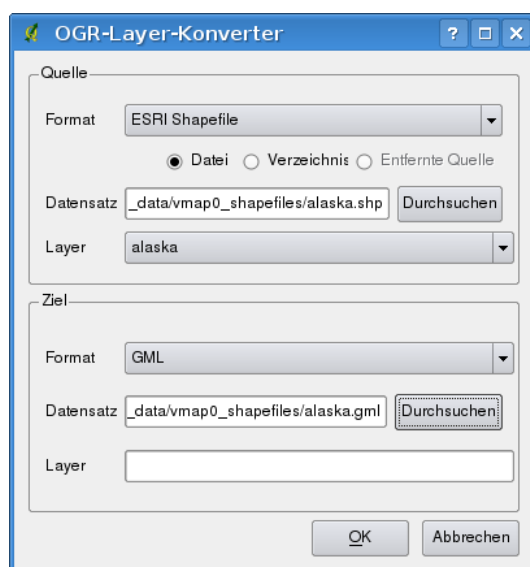 OGR-Layer-Konverter
Quelle
Format ESRI Shapefile
Datei Verzeichnis Entfernte Quelle
Datensatz _data/vmap0_shapefiles/alaska.shp Durchsuchen
Layer alaska
Ziel
Format GML
Datensatz _data/vmap0_shapefiles/alaska.gml Durchsuchen
Layer
OK Abbrechen